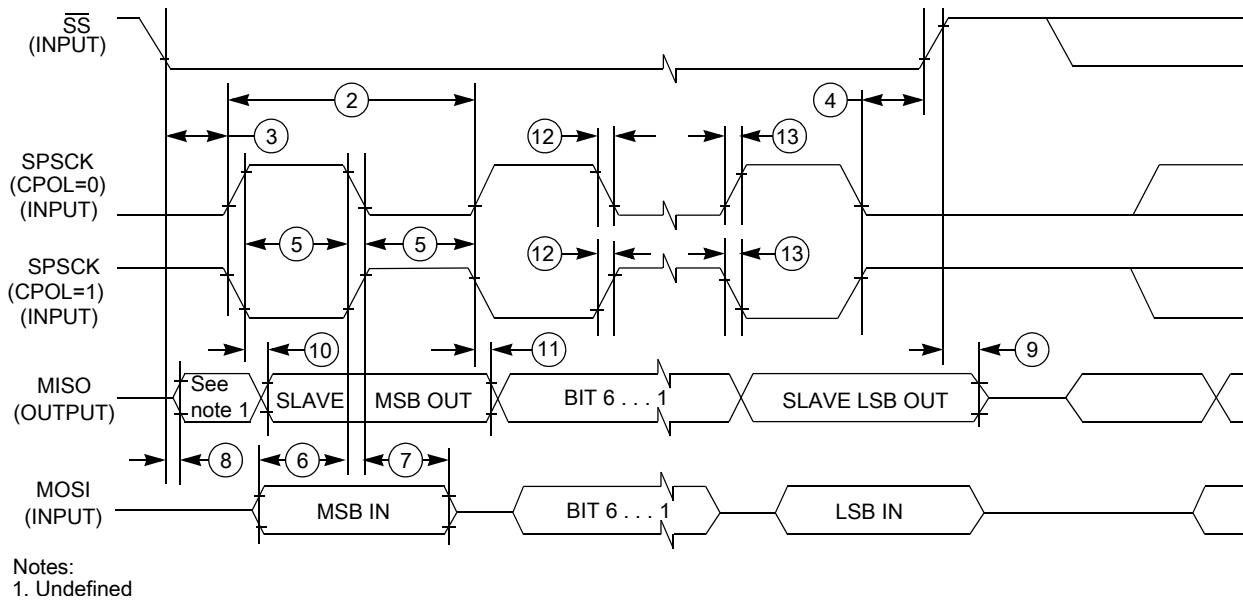 SS
(INPUT)
2
4
3
12
13
SPSCK
(CPOL=0)
(INPUT)
5
5
SPSCK
(CPOL=1)
(INPUT)
12
13
10
11
9
MISO
(OUTPUT)
See
note 1
SLAVE
MSB OUT
BIT 6 . . . 1
SLAVE LSB OUT
8
6
7
MOSI
(INPUT)
MSB IN
BIT 6 . . . 1
LSB IN
Notes:
1. Undefined